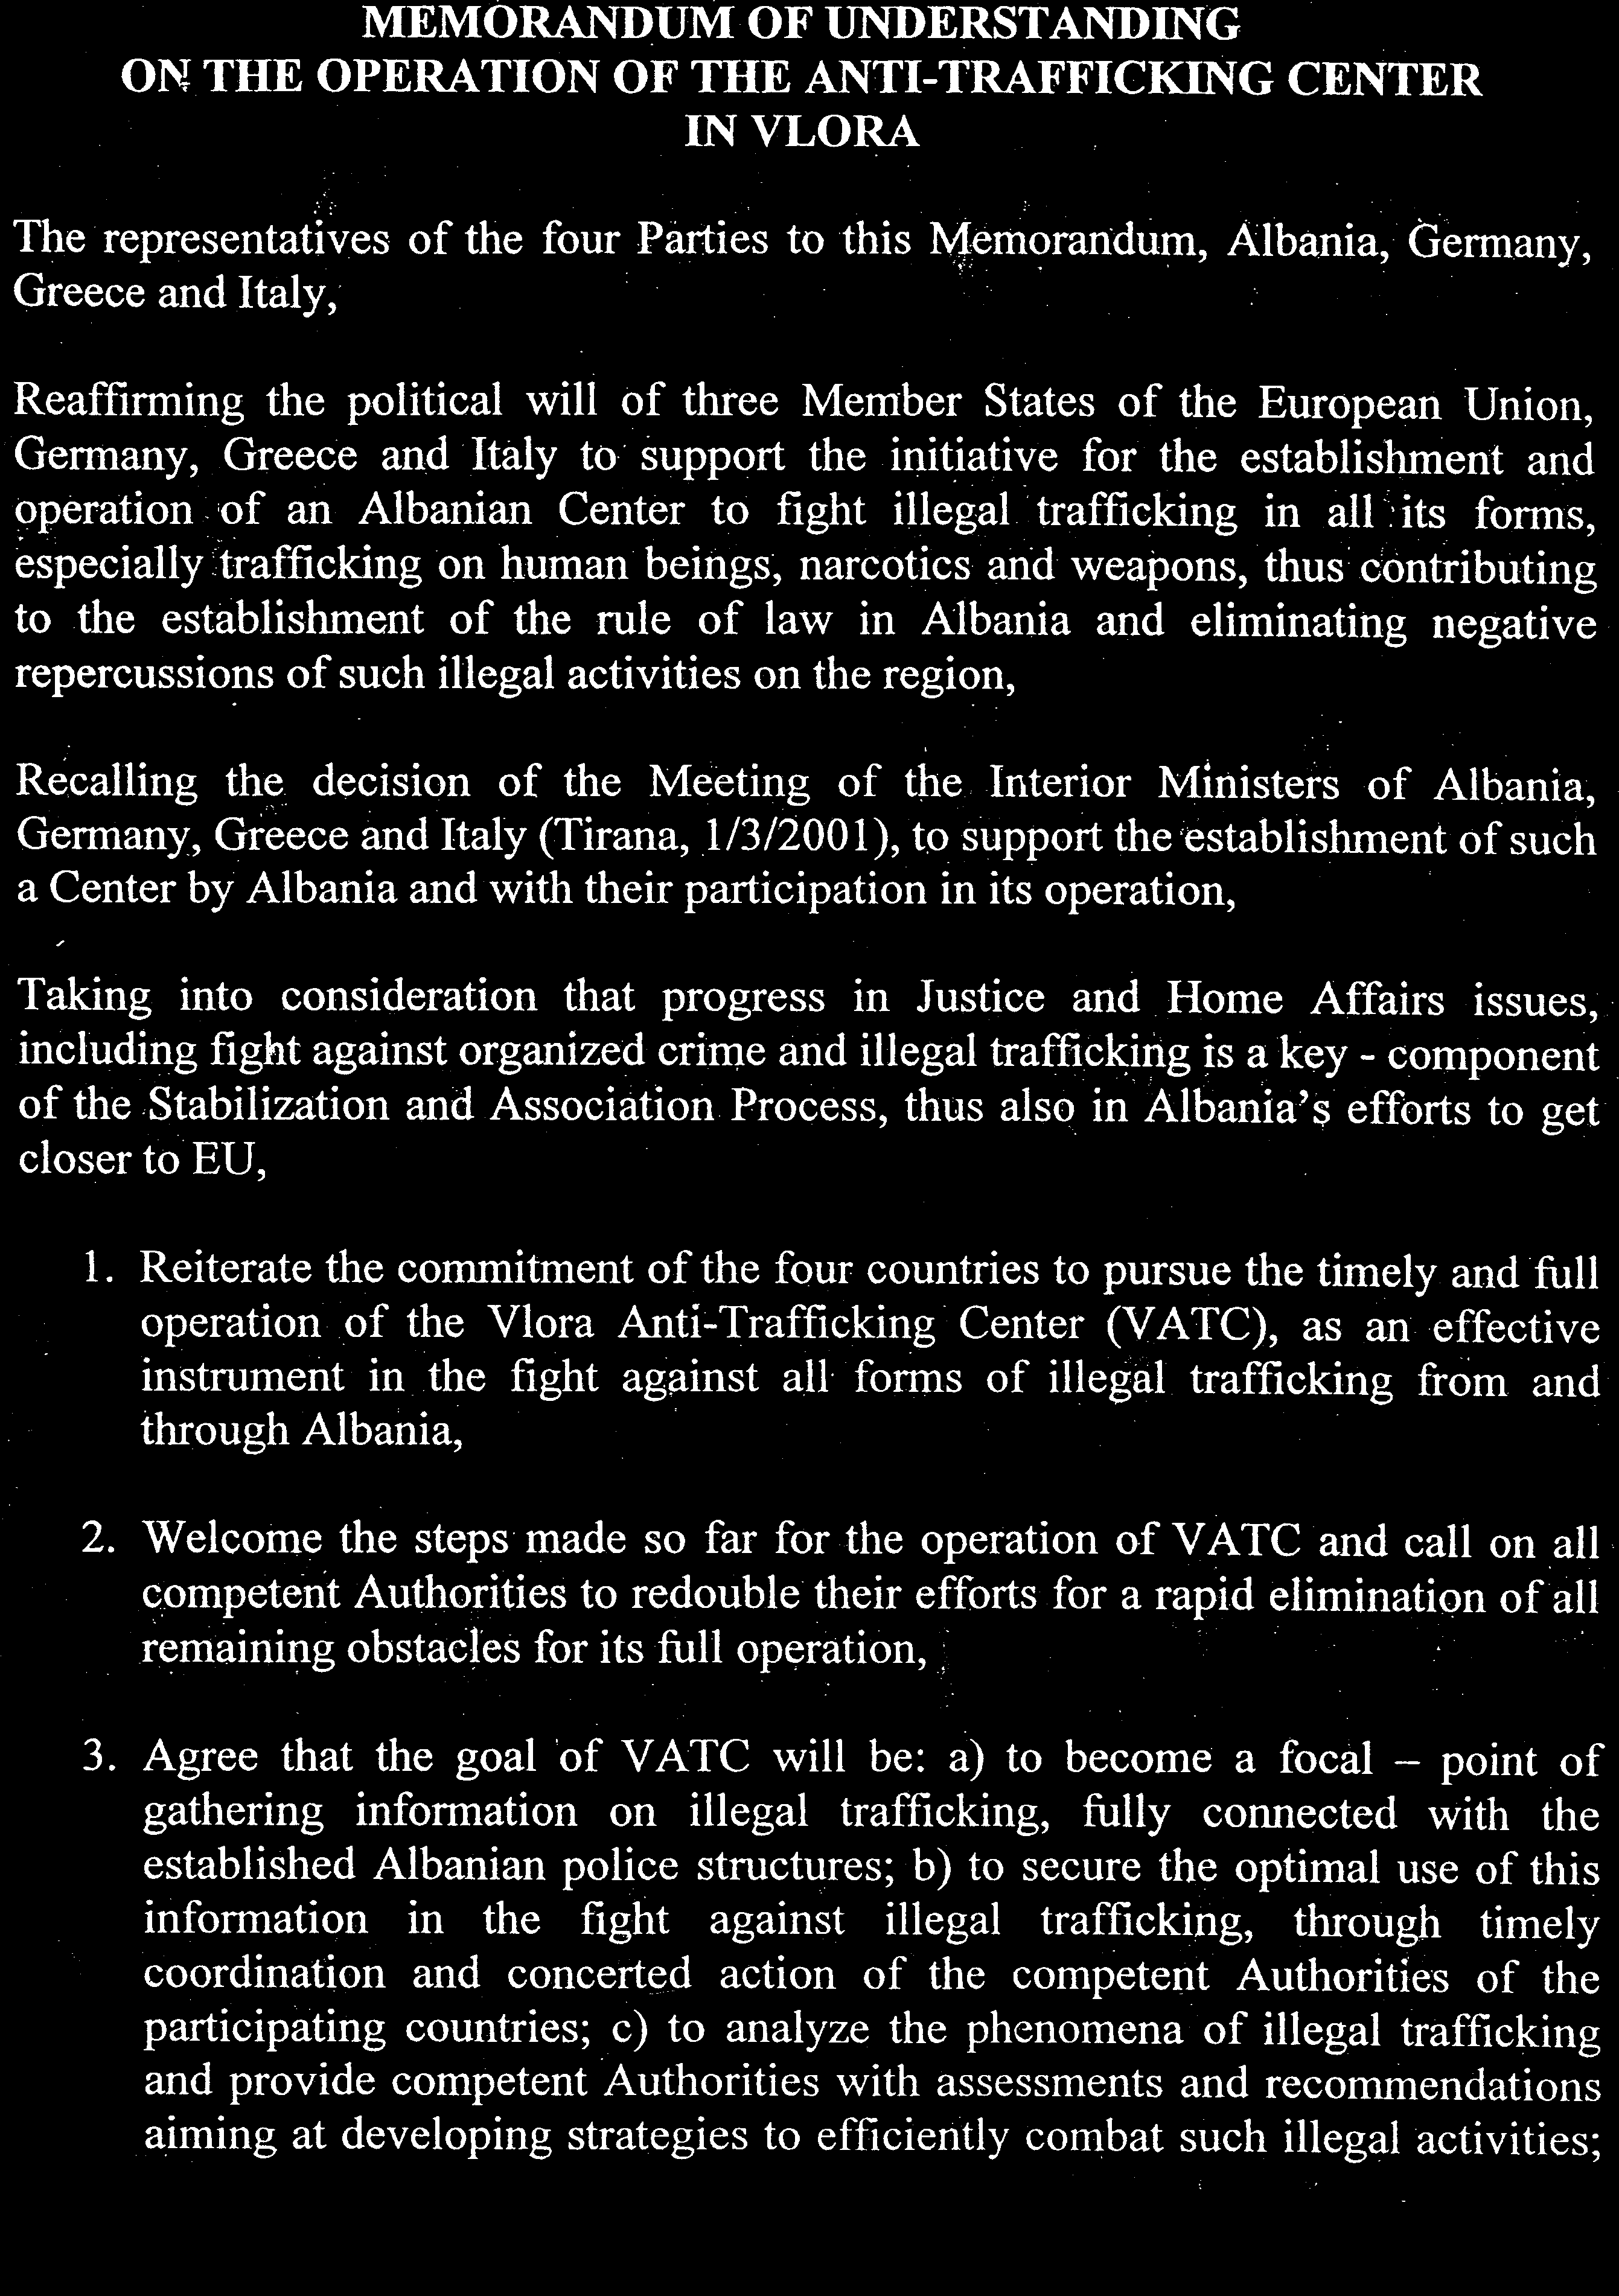 MEMORANDUM OF UNDERSTANDING
ON THE OPERATION OF THE ANTI-TRAFFICKING CENTER
IN VLORA
The representatives of the four Parties to this Memorandum, Albania, Germany,
Greece and Italy,
Reaffirming the political will of three Member States of the European Union,
Germany, Greece and Italy to support the initiative for the establishment and
operation of an Albanian Center to fight illegal trafficking in all its forms,
especially trafficking on human beings, narcotics and weapons, thus contributing
to the establishment of the rule of law in Albania and eliminating negative
repercussions of such illegal activities on the region,
Recalling the decision of the Meeting of the Interior Ministers of Albania,
Germany, Greece and Italy (Tirana, 1/3/2001), to support the establishment of such
a Center by Albania and with their participation in its operation,
Taking into consideration that progress in Justice and Home Affairs issues,
including fight against organized crime and illegal trafficking is a key - component
of the Stabilization and Association Process, thus also in Albania's efforts to get
closer to EU,
1. Reiterate the commitment of the four countries to pursue the timely and full
operation of the Vlora Anti-Trafficking Center (VATC), as an effective
instrument in the fight against all forms of illegal trafficking from and
through Albania,
2. Welcome the steps made so far for the operation of VATC and call on all
competent Authorities to redouble their efforts for a rapid elimination of all
remaining obstacles for its full operation,
3. Agree that the goal of VATC will be: a) to become a focal – point of
gathering information on illegal trafficking, fully connected with the
established Albanian police structures; b) to secure the optimal use of this
information in the fight against illegal trafficking, through timely
coordination and concerted action of the competent Authorities of the
participating countries; c) to analyze the phenomena of illegal trafficking
and provide competent Authorities with assessments and recommendations
aiming at developing strategies to efficiently combat such illegal activities;